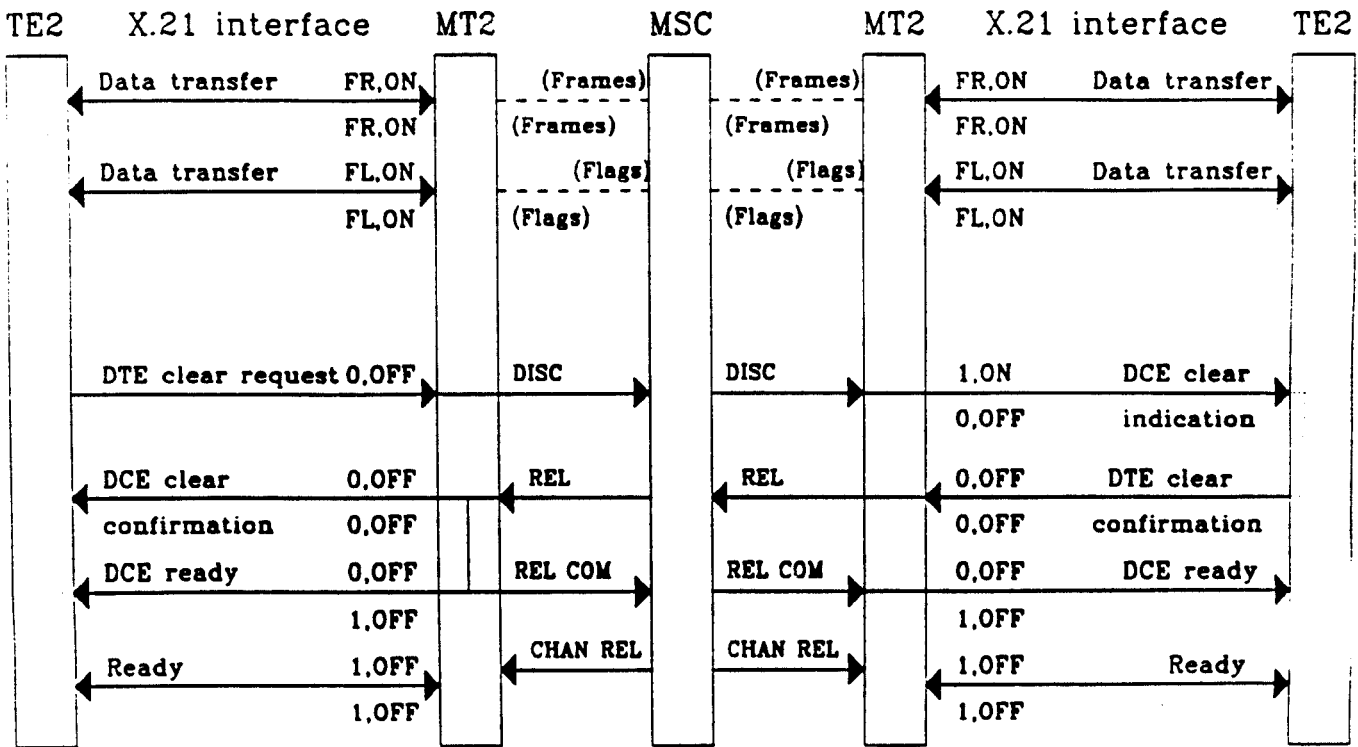 TE2 X.21 interface MT2 MSC MT2 X.21 interface TE2
Data transfer FR,ON (Frames) (Frames) FR,ON Data transfer
FR,ON (Frames) (Frames) FR,ON
Data transfer FL,ON (Flags) (Flags) FL,ON Data transfer
FL,ON (Flags) (Flags) FL,ON
DTE clear request 0,OFF DISC DISC 1,ON DCE clear
0,OFF indication
DCE clear 0,OFF REL REL 0,OFF DTE clear
confirmation 0,OFF 0,OFF confirmation
DCE ready 0,OFF REL COM REL COM 0,OFF DCE ready
1,OFF 1,OFF
Ready 1,OFF CHAN REL CHAN REL 1,OFF Ready
1,OFF 1,OFF